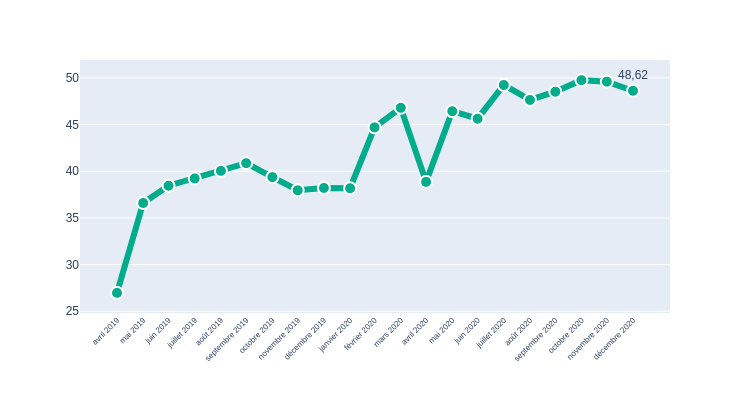 48,62
50
45
40
35
30
25
avril 2019
mai 2019
juin 2019
juillet 2019
août 2019
septembre 2019
octobre 2019
novembre 2019
décembre 2019
janvier 2020
février 2020
mars 2020
avril 2020
mai 2020
juin 2020
juillet 2020
août 2020
septembre 2020
octobre 2020
novembre 2020
décembre 2020